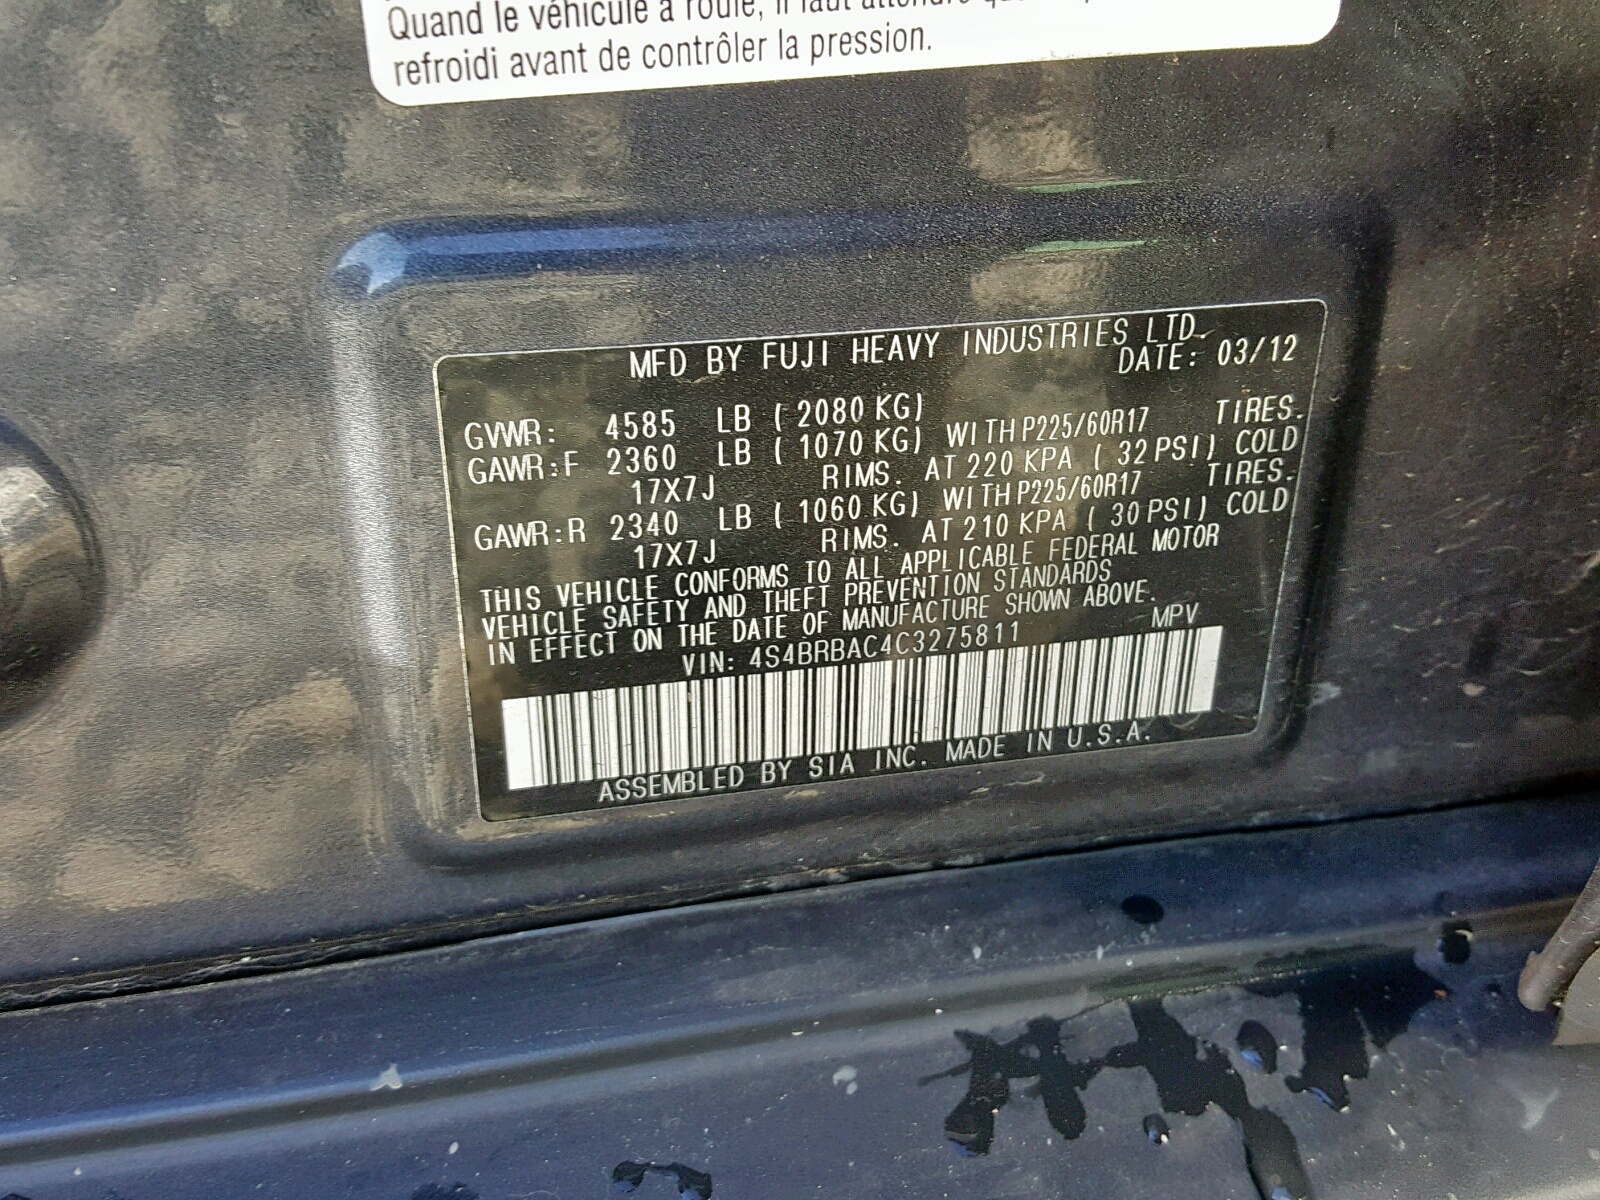 Quand le véhicule a roulé, il faut attendre
refroidi avant de contrôler la pression.
MFD BY FUJI HEAVY INDUSTRIES LTD.
DATE: 03/12
GVWR: 4585 LB ( 2080 KG)
GAWR:F 2360 LB ( 1070 KG) WITH P225/60R17 TIRES.
17X7J RIMS. AT 220 KPA ( 32 PSI) COLD
GAWR:R 2340 LB ( 1060 KG) WITH P225/60R17 TIRES.
17X7J RIMS. AT 210 KPA ( 30 PSI) COLD
THIS VEHICLE CONFORMS TO ALL APPLICABLE FEDERAL MOTOR
VEHICLE SAFETY AND THEFT PREVENTION STANDARDS
IN EFFECT ON THE DATE OF MANUFACTURE SHOWN ABOVE.
VIN: 4S4BRBAC4C3275811 MPV
ASSEMBLED BY SIA INC. MADE IN U.S.A.